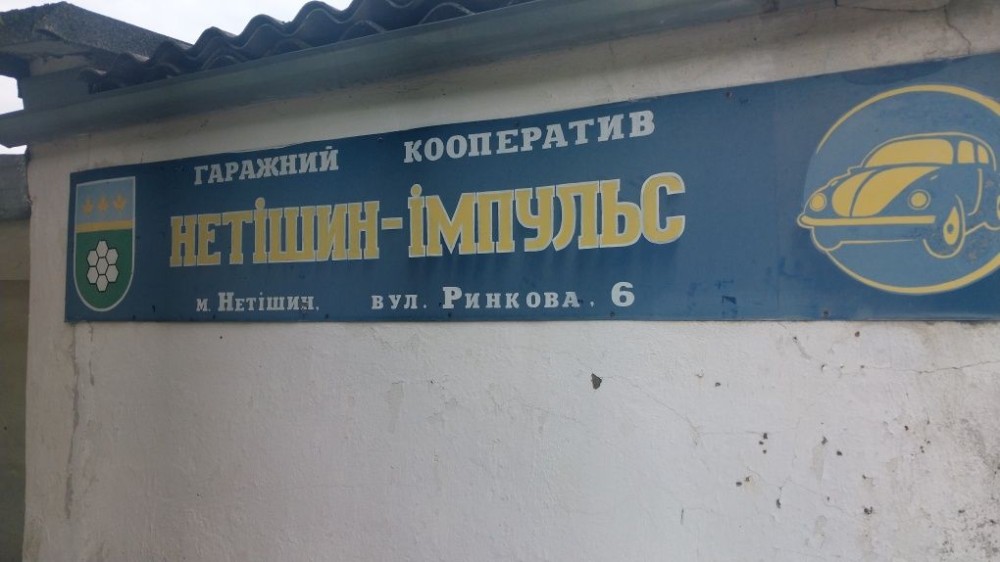 ГАРАЖНИЙ КООПЕРАТИВ
НЕТІШИН-ІМПУЛЬС
м. Нетішин, вул. Ринкова, 6